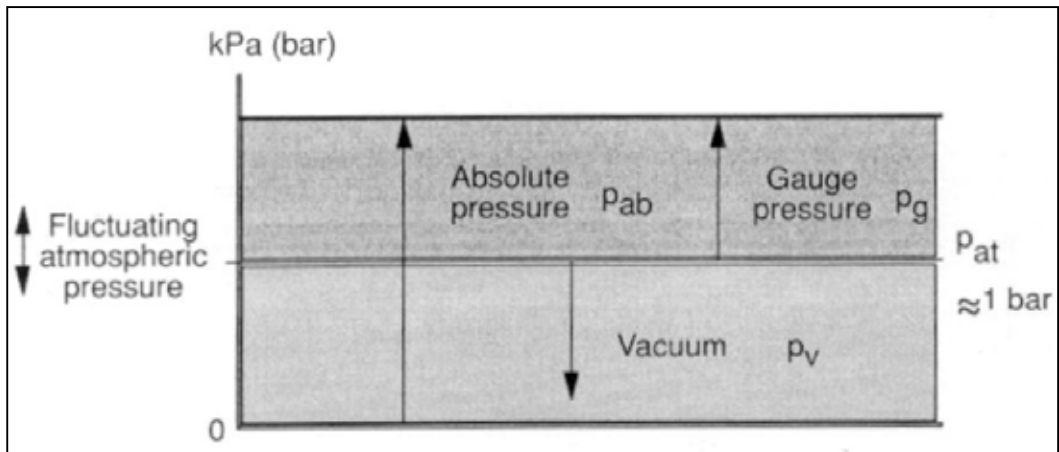 kPa (bar)
Absolute
pressure pab
Gauge
pressure pg
Fluctuating
atmospheric
pressure
pat
≈1 bar
Vacuum pv
0